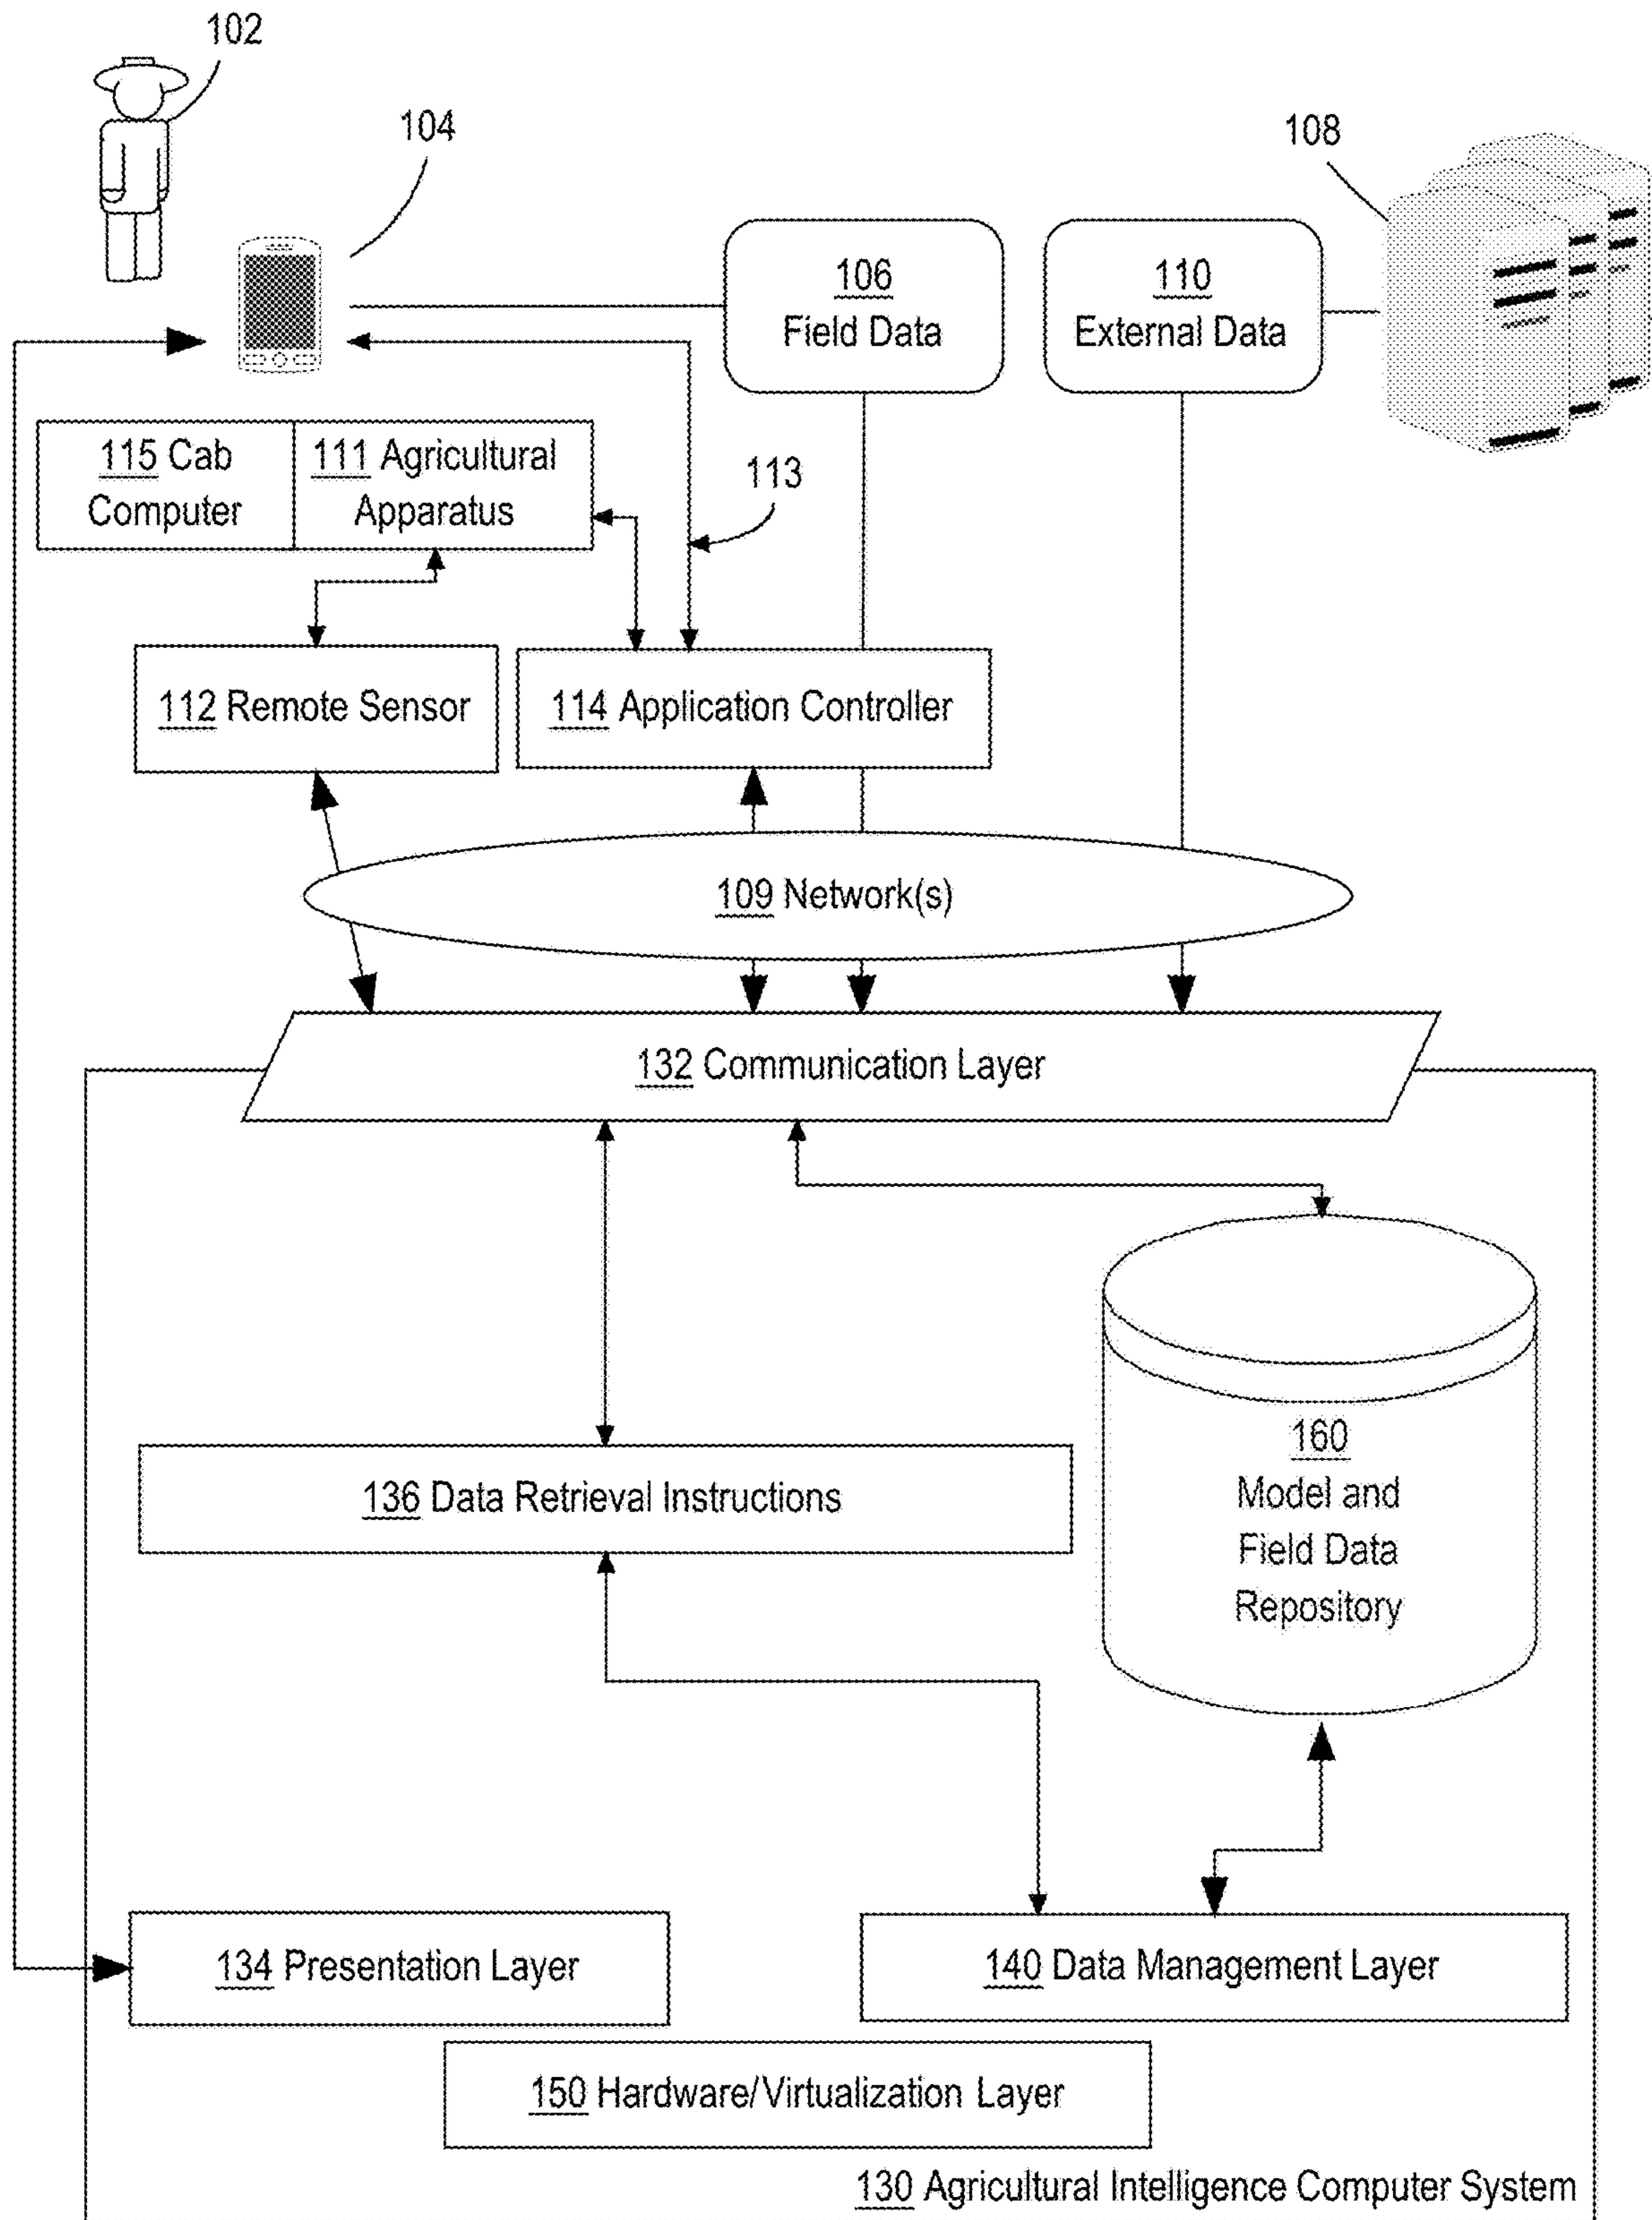 102
104
108
106
Field Data
110
External Data
115 Cab
Computer
111 Agricultural
Apparatus
113
112 Remote Sensor
114 Application Controller
109 Network(s)
132 Communication Layer
136 Data Retrieval Instructions
160
Model and
Field Data
Repository
134 Presentation Layer
140 Data Management Layer
150 Hardware/Virtualization Layer
130 Agricultural Intelligence Computer System